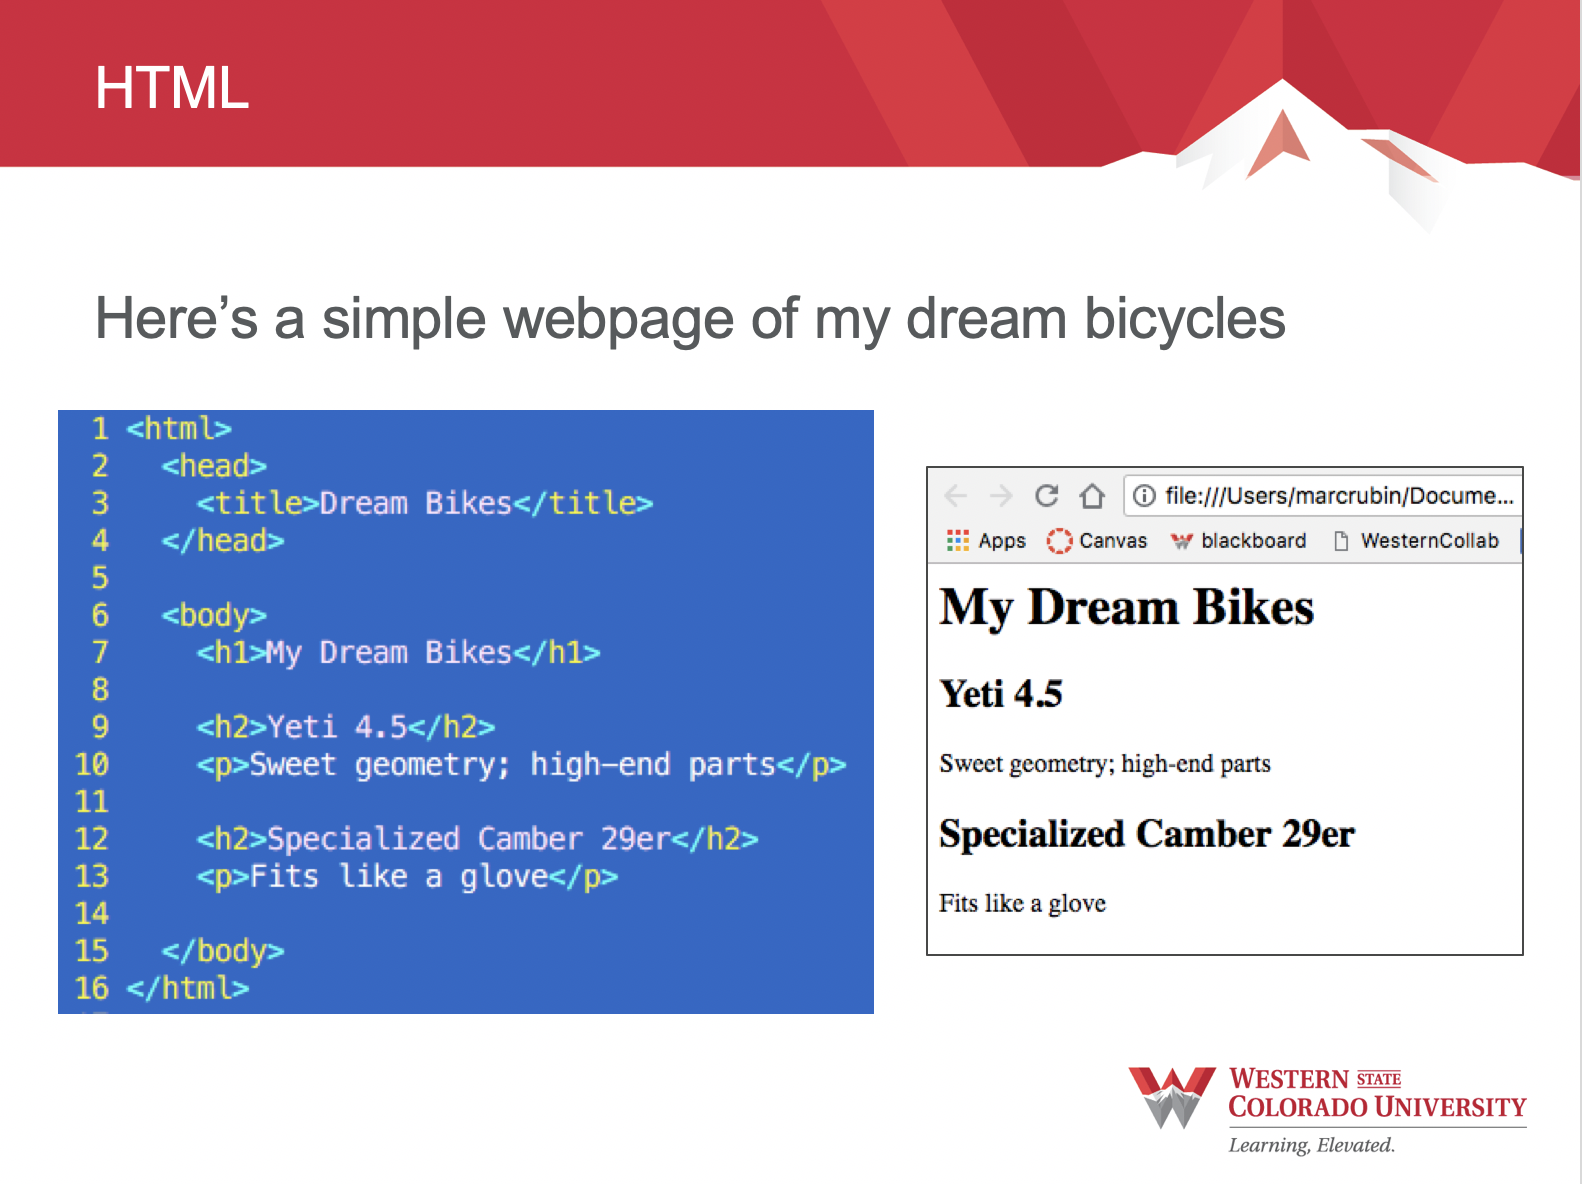 HTML
Here’s a simple webpage of my dream bicycles
1 <html>
2 <head>
3 <title>Dream Bikes</title>
4 </head>
5
6 <body>
7 <h1>My Dream Bikes</h1>
8
9 <h2>Yeti 4.5</h2>
10 <p>Sweet geometry; high-end parts</p>
11
12 <h2>Specialized Camber 29er</h2>
13 <p>Fits like a glove</p>
14
15 </body>
16 </html>
file:///Users/marcrubin/Docume...
Apps Canvas blackboard WesternCollab
My Dream Bikes
Yeti 4.5
Sweet geometry; high-end parts
Specialized Camber 29er
Fits like a glove
WESTERN STATE
COLORADO UNIVERSITY
Learning, Elevated.